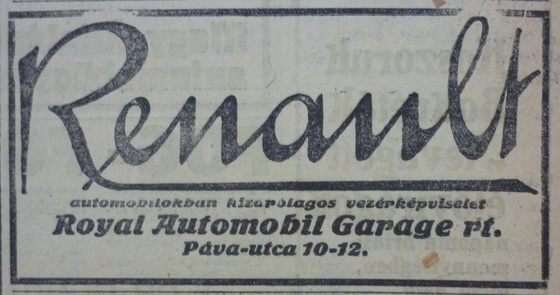 Renault
automobilokban kizárólagos vezérképviselet
Royal Automobil Garage rt.
Páva-utca 10-12.